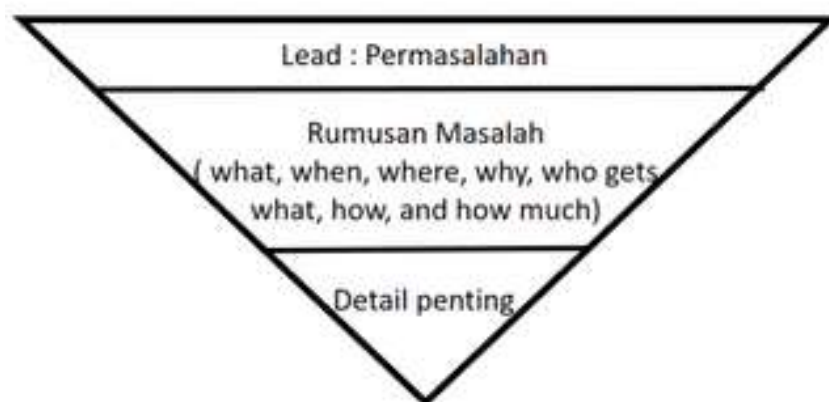 Lead : Permasalahan
Rumusan Masalah
( what, when, where, why, who gets
what, how, and how much)
Detail penting